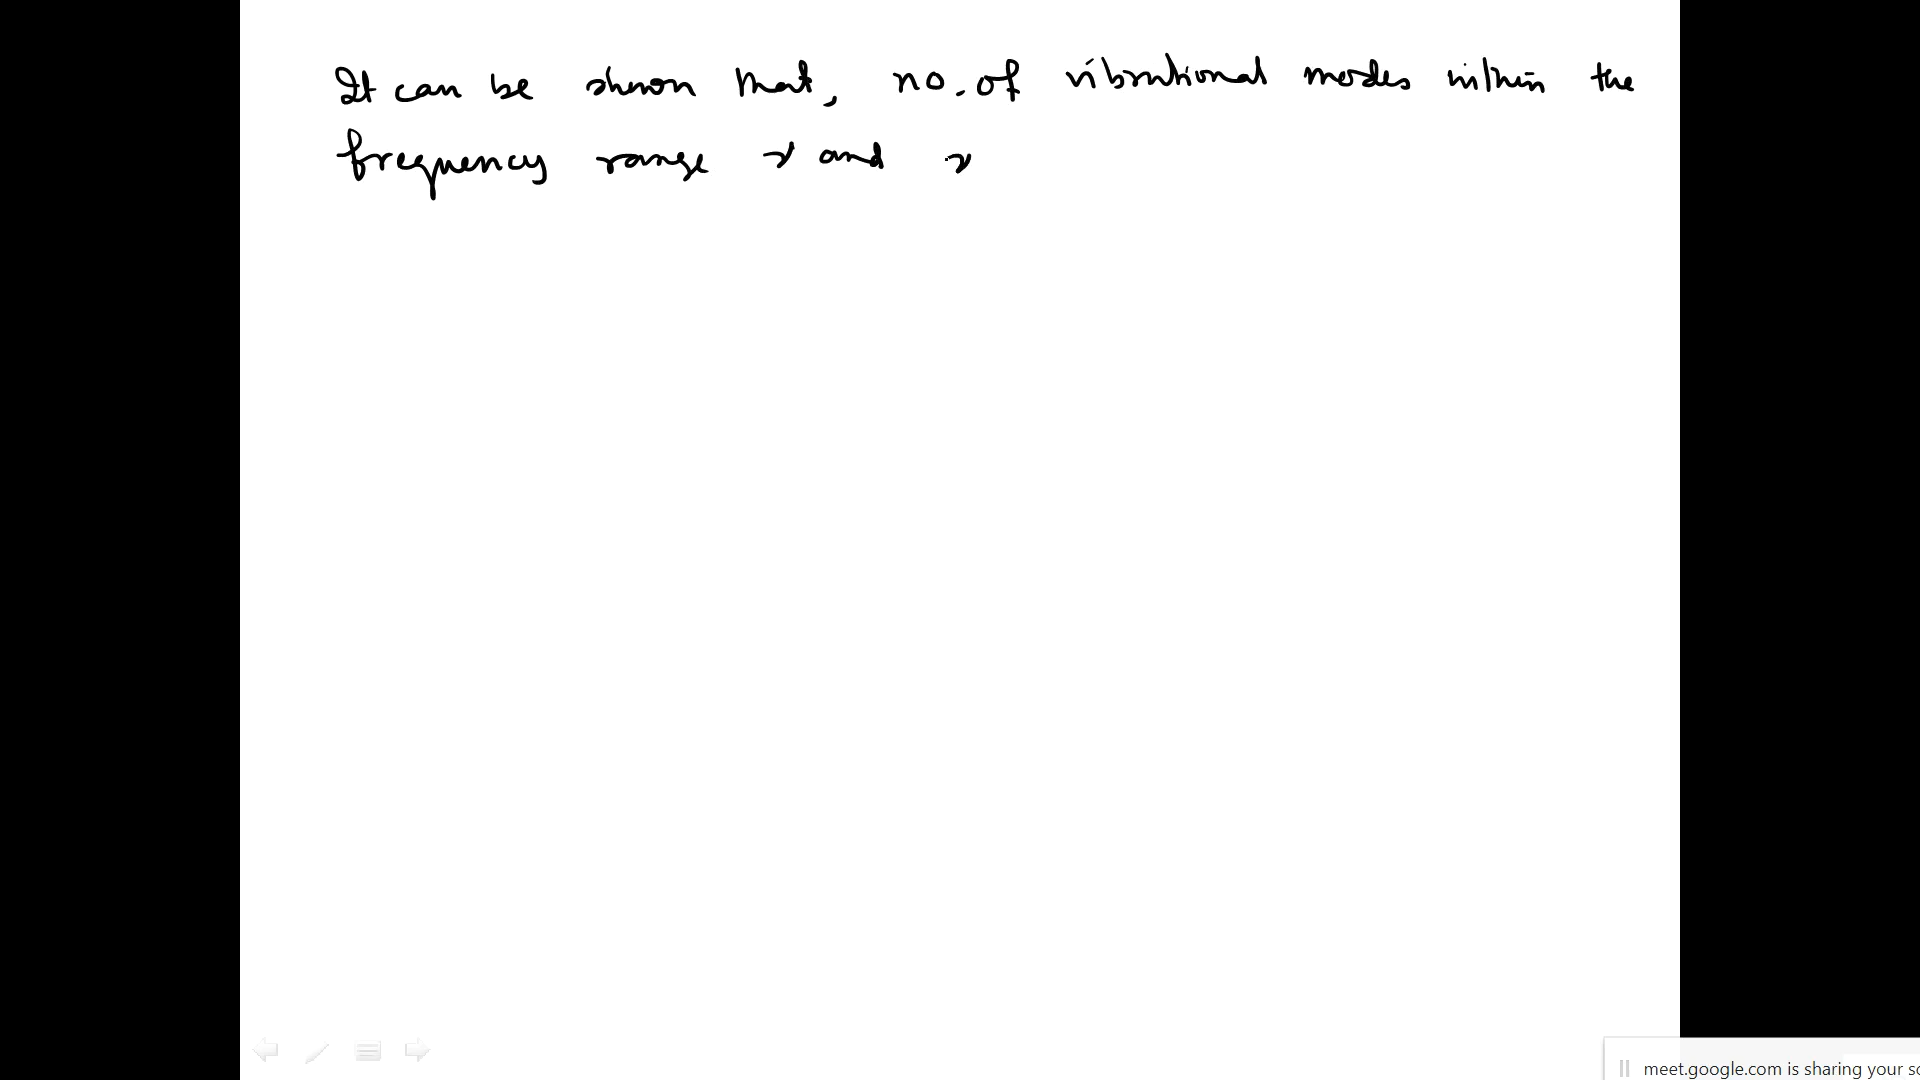 It can be shown that, no. of vibrational modes within the
frequency range ν and ν
meet.google.com is sharing your sc